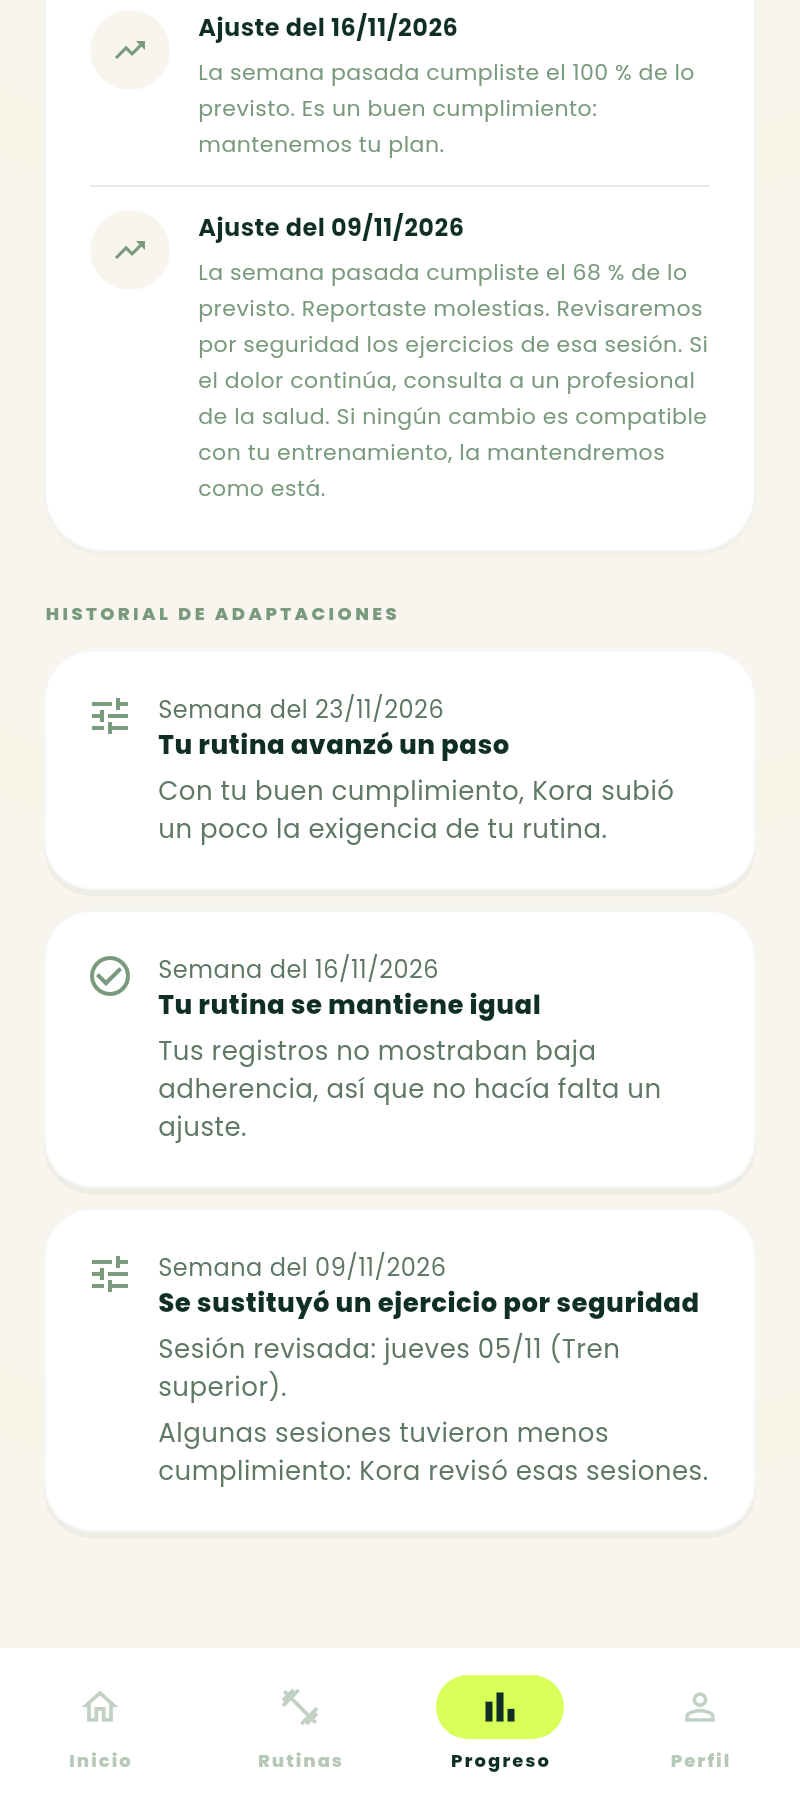 Ajuste del 16/11/2026
La semana pasada cumpliste el 100 % de lo
previsto. Es un buen cumplimiento:
mantenemos tu plan.
Ajuste del 09/11/2026
La semana pasada cumpliste el 68 % de lo
previsto. Reportaste molestias. Revisaremos
por seguridad los ejercicios de esa sesión. Si
el dolor continúa, consulta a un profesional
de la salud. Si ningún cambio es compatible
con tu entrenamiento, la mantendremos
como está.
HISTORIAL DE ADAPTACIONES
Semana del 23/11/2026
Tu rutina avanzó un paso
Con tu buen cumplimiento, Kora subió
un poco la exigencia de tu rutina.
Semana del 16/11/2026
Tu rutina se mantiene igual
Tus registros no mostraban baja
adherencia, así que no hacía falta un
ajuste.
Semana del 09/11/2026
Se sustituyó un ejercicio por seguridad
Sesión revisada: jueves 05/11 (Tren
superior).
Algunas sesiones tuvieron menos
cumplimiento: Kora revisó esas sesiones.
Inicio
Rutinas
Progreso
Perfil